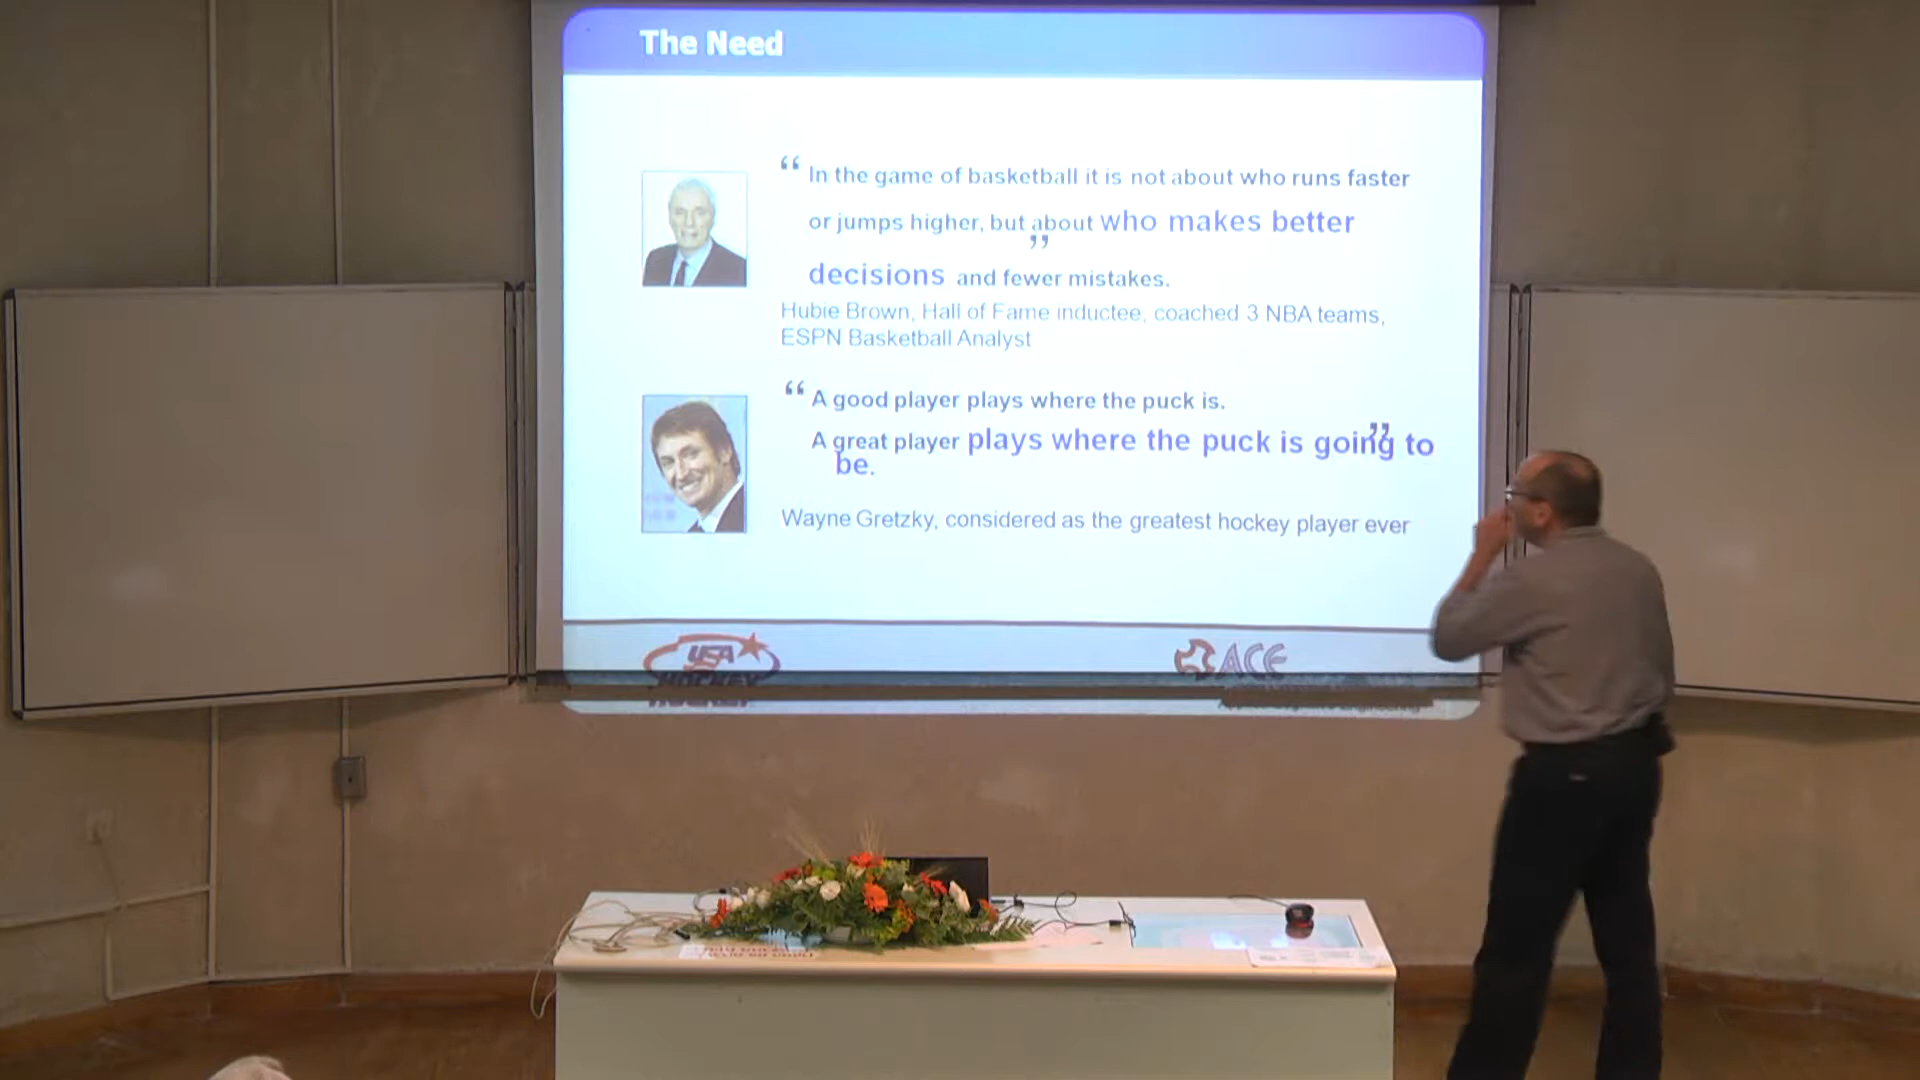 The Need
“ In the game of basketball it is not about who runs faster
or jumps higher, but about who makes better
”
decisions and fewer mistakes.
Hubie Brown, Hall of Fame inductee, coached 3 NBA teams,
ESPN Basketball Analyst
“ A good player plays where the puck is.
A great player plays where the puck is going to ”
be.
Wayne Gretzky, considered as the greatest hockey player ever
USA
HOCKEY
ACE